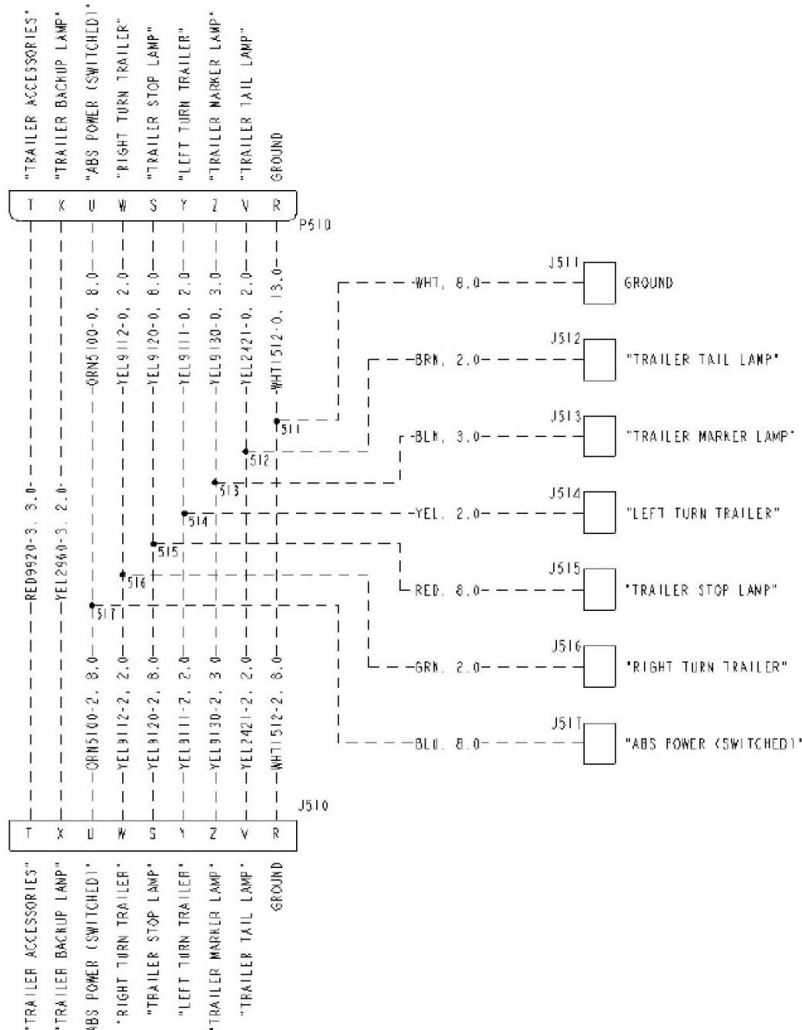 "TRAILER ACCESSORIES"
"TRAILER BACKUP LAMP"
"ABS POWER (SWITCHED)"
"RIGHT TURN TRAILER"
"TRAILER STOP LAMP"
"LEFT TURN TRAILER"
"TRAILER MARKER LAMP"
"TRAILER TAIL LAMP"
GROUND
T X U W S Y Z V R
P510
RED9920-3, 3.0
YEL2960-3, 2.0
ORN5100-0, 8.0
YEL9112-0, 2.0
YEL9120-0, 8.0
YEL9111-0, 2.0
YEL9130-0, 3.0
YEL2421-0, 2.0
WHT1512-0, 13.0
J511
WHT, 8.0
GROUND
J512
BRN, 2.0
"TRAILER TAIL LAMP"
J513
BLK, 3.0
"TRAILER MARKER LAMP"
J514
YEL, 2.0
"LEFT TURN TRAILER"
J515
RED, 8.0
"TRAILER STOP LAMP"
J516
GRN, 2.0
"RIGHT TURN TRAILER"
J517
BLU, 8.0
"ABS POWER (SWITCHED)"
511
512
513
514
515
516
517
ORN5100-2, 8.0
YEL9112-2, 2.0
YEL9120-2, 8.0
YEL9111-2, 2.0
YEL9130-2, 3.0
YEL2421-2, 2.0
WHT1512-2, 8.0
J510
T X U W S Y Z V R
"TRAILER ACCESSORIES"
"TRAILER BACKUP LAMP"
ABS POWER (SWITCHED)"
"RIGHT TURN TRAILER"
"TRAILER STOP LAMP"
"LEFT TURN TRAILER"
"TRAILER MARKER LAMP"
"TRAILER TAIL LAMP"
GROUND